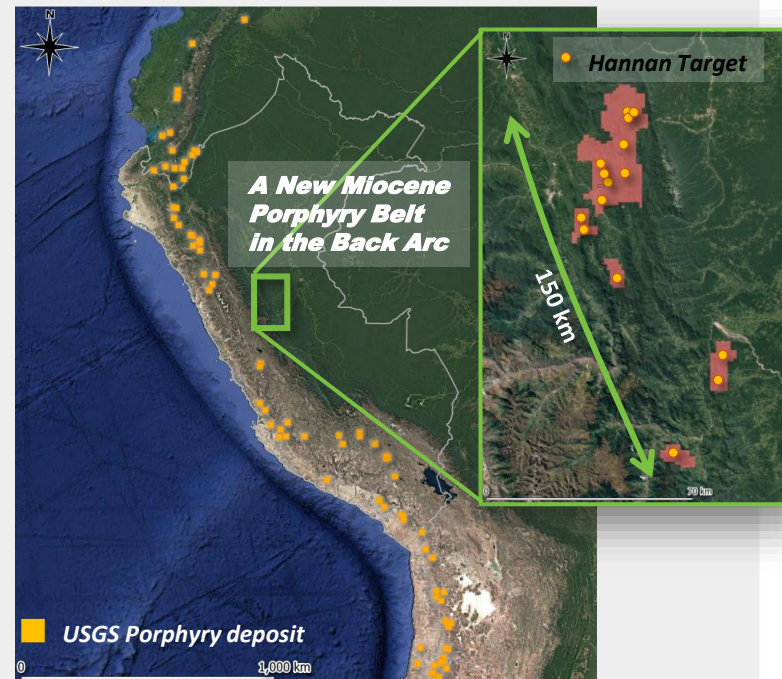 N
N
Hannan Target
A New Miocene
Porphyry Belt
in the Back Arc
150 km
0
70 km
USGS Porphyry deposit
0
1,000 km